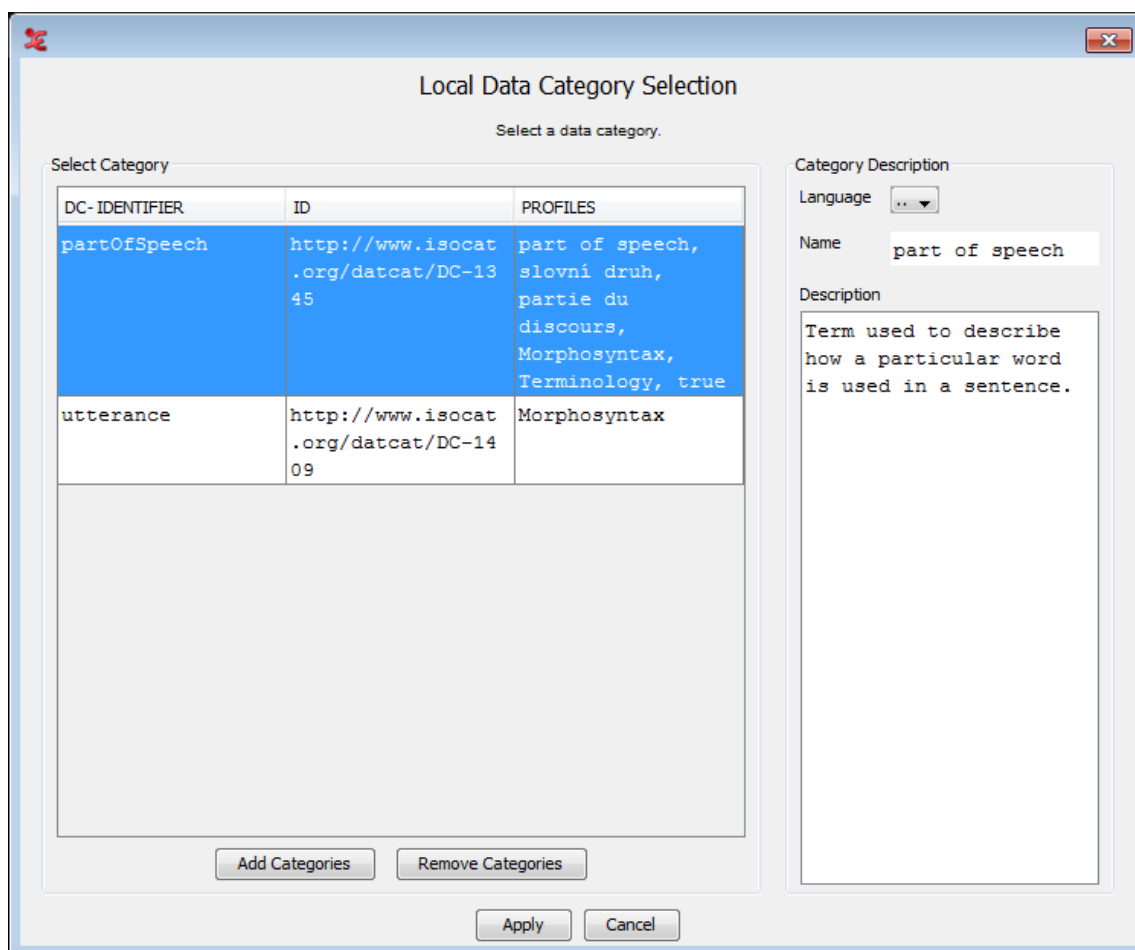 Local Data Category Selection
Select a data category.
Select Category
DC- IDENTIFIER ID PROFILES
partOfSpeech
http://www.isocat
.org/datcat/DC-13
45
part of speech,
slovní druh,
partie du
discours,
Morphosyntax,
Terminology, true
utterance
http://www.isocat
.org/datcat/DC-14
09
Morphosyntax
Add Categories Remove Categories
Category Description
Language ..
Name part of speech
Description
Term used to describe
how a particular word
is used in a sentence.
Apply Cancel